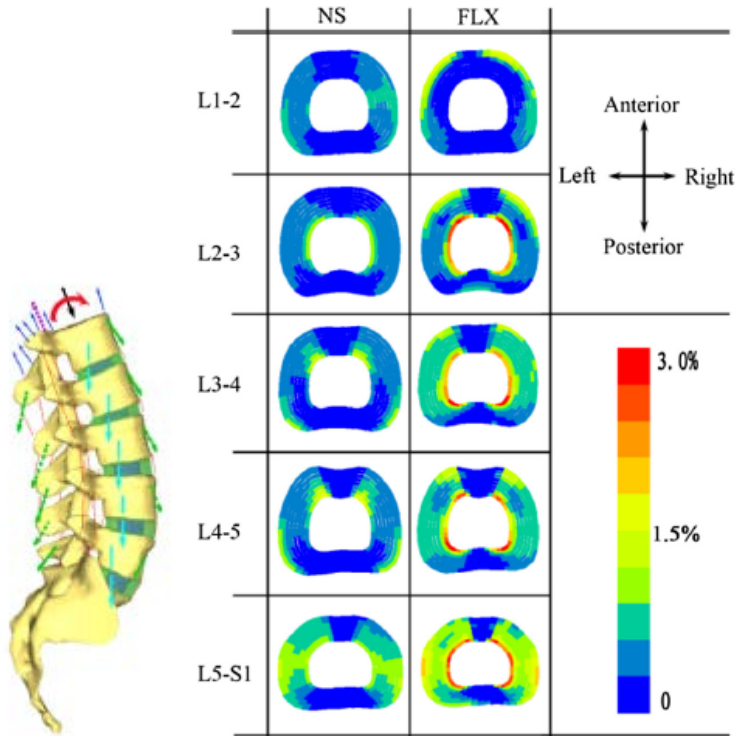 NS FLX
L1-2
Anterior
Left Right
Posterior
L2-3
L3-4
3.0%
L4-5
1.5%
L5-S1
0